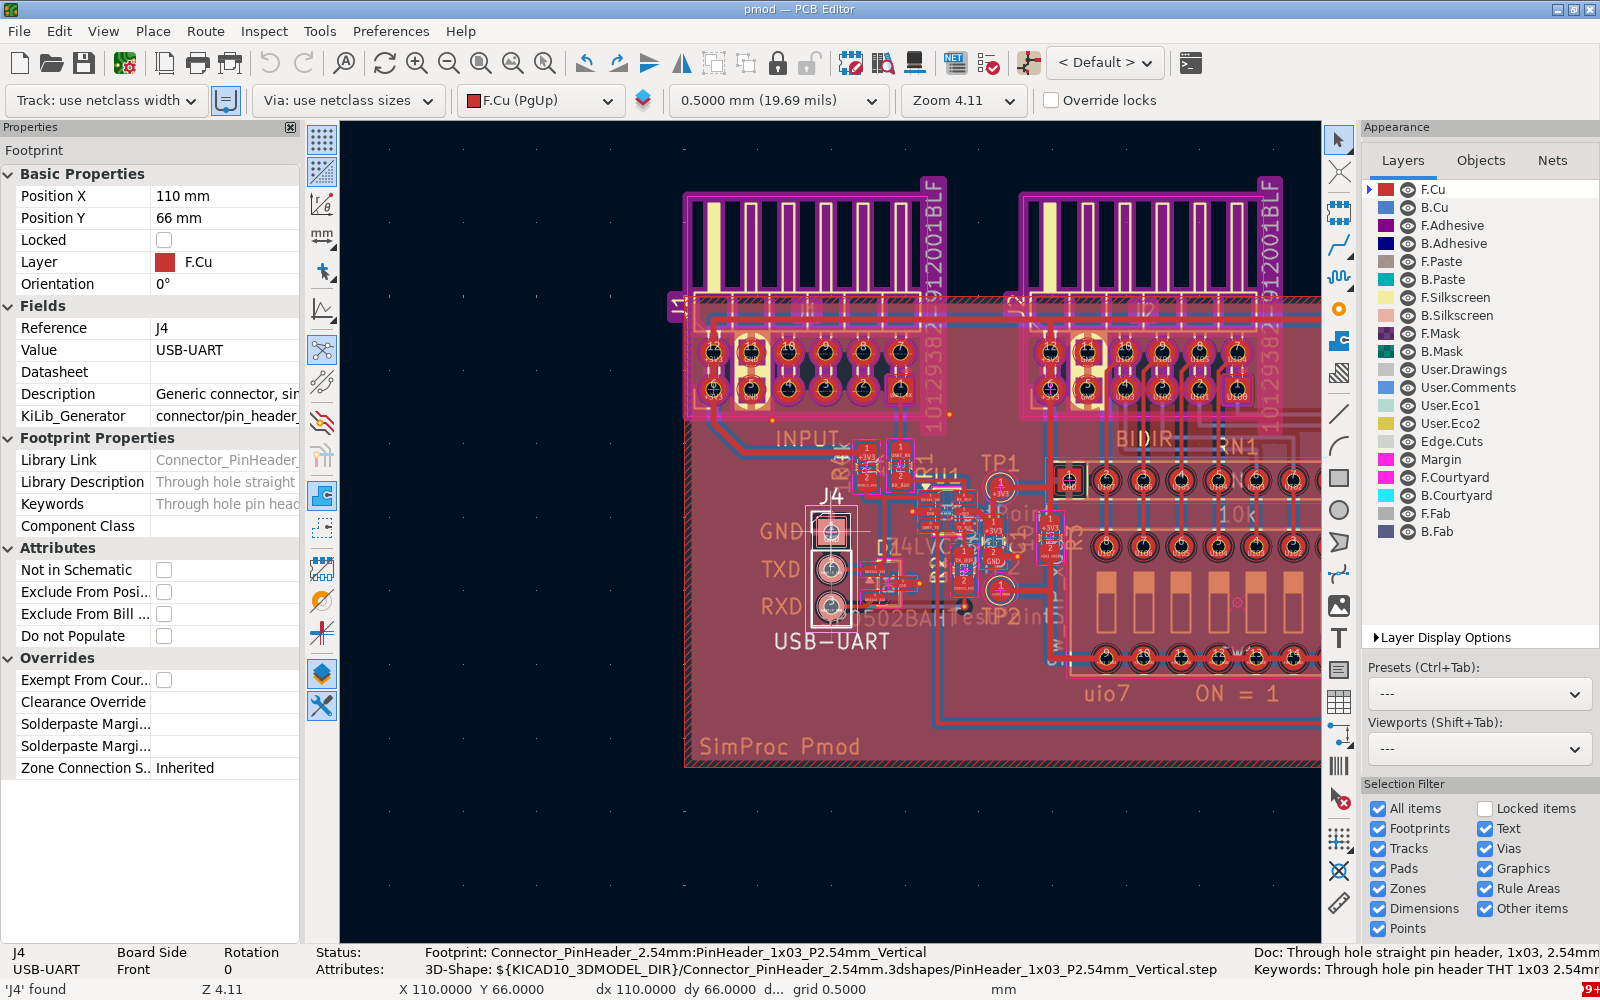 pmod — PCB Editor
File Edit View Place Route Inspect Tools Preferences Help
< Default >
Track: use netclass width
Via: use netclass sizes
F.Cu (PgUp)
0.5000 mm (19.69 mils)
Zoom 4.11
Override locks
Properties
Footprint
Basic Properties
Position X 110 mm
Position Y 66 mm
Locked
Layer F.Cu
Orientation 0°
Fields
Reference J4
Value USB-UART
Datasheet
Description Generic connector, sin
KiLib_Generator connector/pin_header_
Footprint Properties
Library Link Connector_PinHeader_
Library Description Through hole straight
Keywords Through hole pin head
Component Class
Attributes
Not in Schematic
Exclude From Posi...
Exclude From Bill ...
Do not Populate
Overrides
Exempt From Cour...
Clearance Override
Solderpaste Margi...
Solderpaste Margi...
Zone Connection S... Inherited
mm
J1
J2
INPUT
BIDIR
RN1
TP1
J4
GND
TXD
RXD
USB-UART
10k
TP2
uio7 ON = 1
SimProc Pmod
Appearance
Layers Objects Nets
F.Cu
B.Cu
F.Adhesive
B.Adhesive
F.Paste
B.Paste
F.Silkscreen
B.Silkscreen
F.Mask
B.Mask
User.Drawings
User.Comments
User.Eco1
User.Eco2
Edge.Cuts
Margin
F.Courtyard
B.Courtyard
F.Fab
B.Fab
Layer Display Options
Presets (Ctrl+Tab):
---
Viewports (Shift+Tab):
---
Selection Filter
All items Locked items
Footprints Text
Tracks Vias
Pads Graphics
Zones Rule Areas
Dimensions Other items
Points
J4 Board Side Rotation Status: Footprint: Connector_PinHeader_2.54mm:PinHeader_1x03_P2.54mm_Vertical Doc: Through hole straight pin header, 1x03, 2.54mm
USB-UART Front 0 Attributes: 3D-Shape: ${KICAD10_3DMODEL_DIR}/Connector_PinHeader_2.54mm.3dshapes/PinHeader_1x03_P2.54mm_Vertical.step Keywords: Through hole pin header THT 1x03 2.54m
'J4' found Z 4.11 X 110.0000 Y 66.0000 dx 110.0000 dy 66.0000 d... grid 0.5000 mm 99+